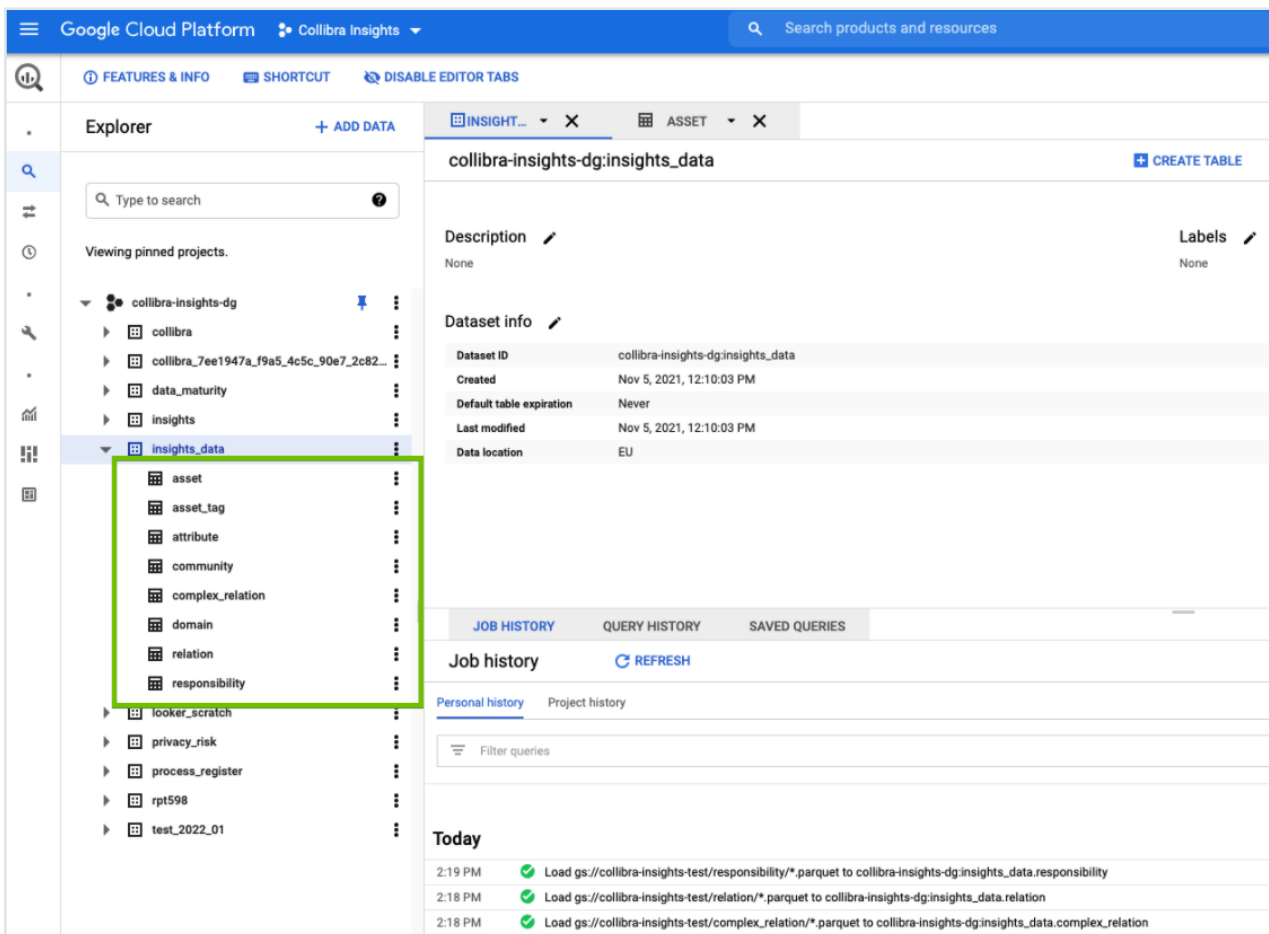 Google Cloud Platform Collibra Insights Search products and resources
FEATURES & INFO SHORTCUT DISABLE EDITOR TABS
Explorer + ADD DATA
Type to search
Viewing pinned projects.
collibra-insights-dg
collibra
collibra_7ee1947a_f9a5_4c5c_90e7_2c82...
data_maturity
insights
insights_data
asset
asset_tag
attribute
community
complex_relation
domain
relation
responsibility
looker_scratch
privacy_risk
process_register
rpt598
test_2022_01
INSIGHT... ASSET
collibra-insights-dg:insights_data CREATE TABLE
Description Labels
None None
Dataset info
Dataset ID collibra-insights-dg:insights_data
Created Nov 5, 2021, 12:10:03 PM
Default table expiration Never
Last modified Nov 5, 2021, 12:10:03 PM
Data location EU
JOB HISTORY QUERY HISTORY SAVED QUERIES
Job history REFRESH
Personal history Project history
Filter queries
Today
2:19 PM Load gs://collibra-insights-test/responsibility/*.parquet to collibra-insights-dg:insights_data.responsibility
2:18 PM Load gs://collibra-insights-test/relation/*.parquet to collibra-insights-dg:insights_data.relation
2:18 PM Load gs://collibra-insights-test/complex_relation/*.parquet to collibra-insights-dg:insights_data.complex_relation